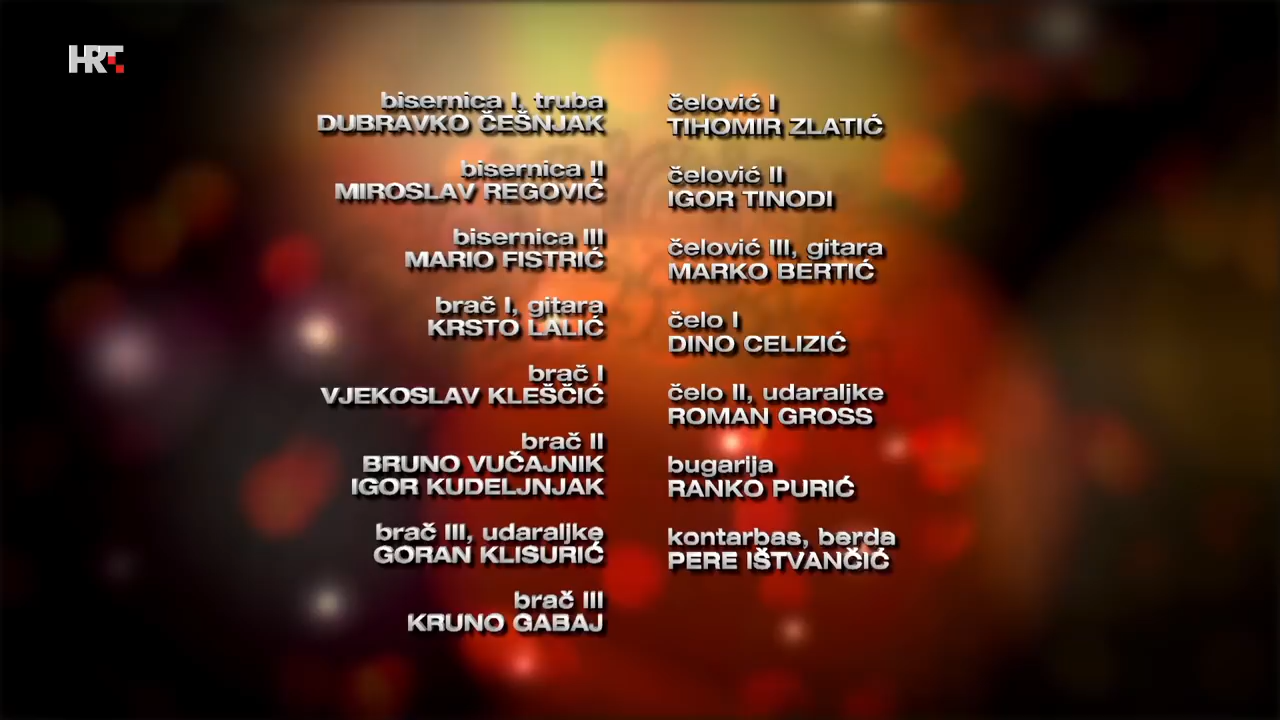 HRT
bisernica I, truba
DUBRAVKO ČEŠNJAK
bisernica II
MIROSLAV REGOVIĆ
bisernica III
MARIO FISTRIĆ
brač I, gitara
KRSTO LALIĆ
brač I
VJEKOSLAV KLEŠČIĆ
brač II
BRUNO VUČAJNIK
IGOR KUDELJNJAK
brač III, udaraljke
GORAN KLISURIĆ
brač III
KRUNO GABAJ
čelović I
TIHOMIR ZLATIĆ
čelović II
IGOR TINODI
čelović III, gitara
MARKO BERTIĆ
čelo I
DINO CELIZIĆ
čelo II, udaraljke
ROMAN GROSS
bugarija
RANKO PURIĆ
kontarbas, berda
PERE IŠTVANČIĆ